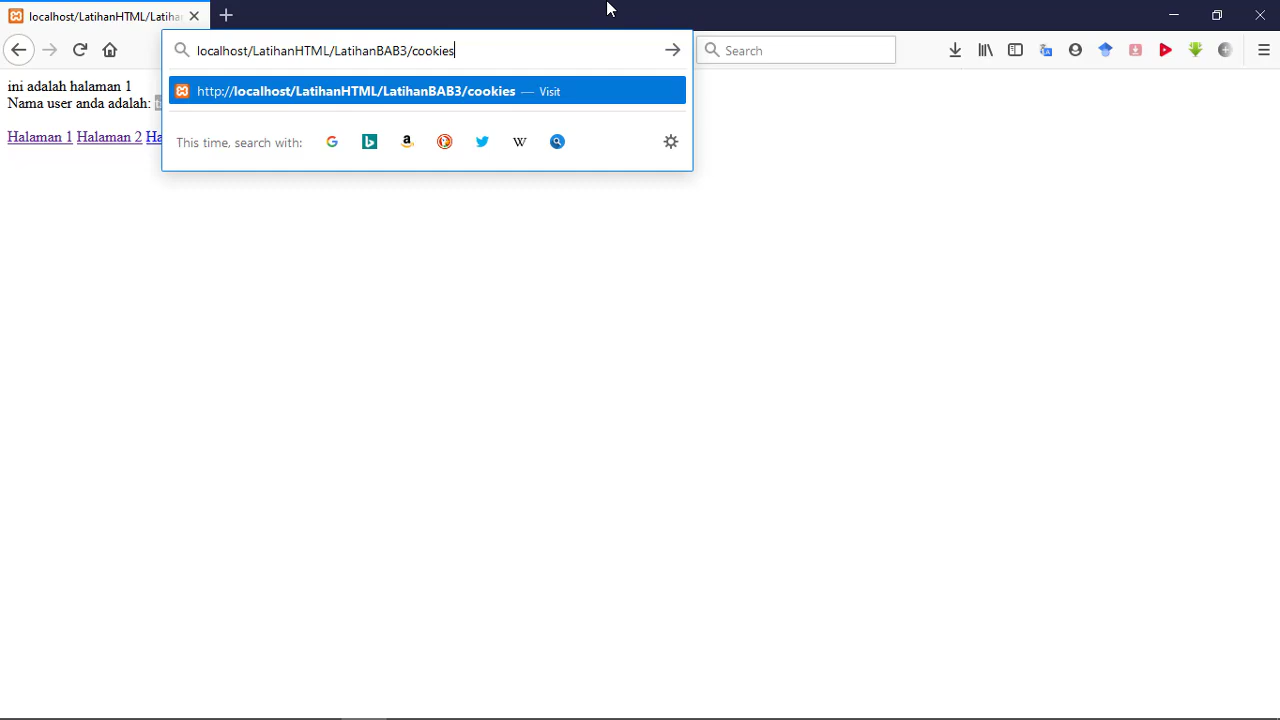 localhost/LatihanHTML/Latiha
localhost/LatihanHTML/LatihanBAB3/cookies
Search
http://localhost/LatihanHTML/LatihanBAB3/cookies — Visit
This time, search with:
ini adalah halaman 1
Nama user anda adalah:
Halaman 1 Halaman 2